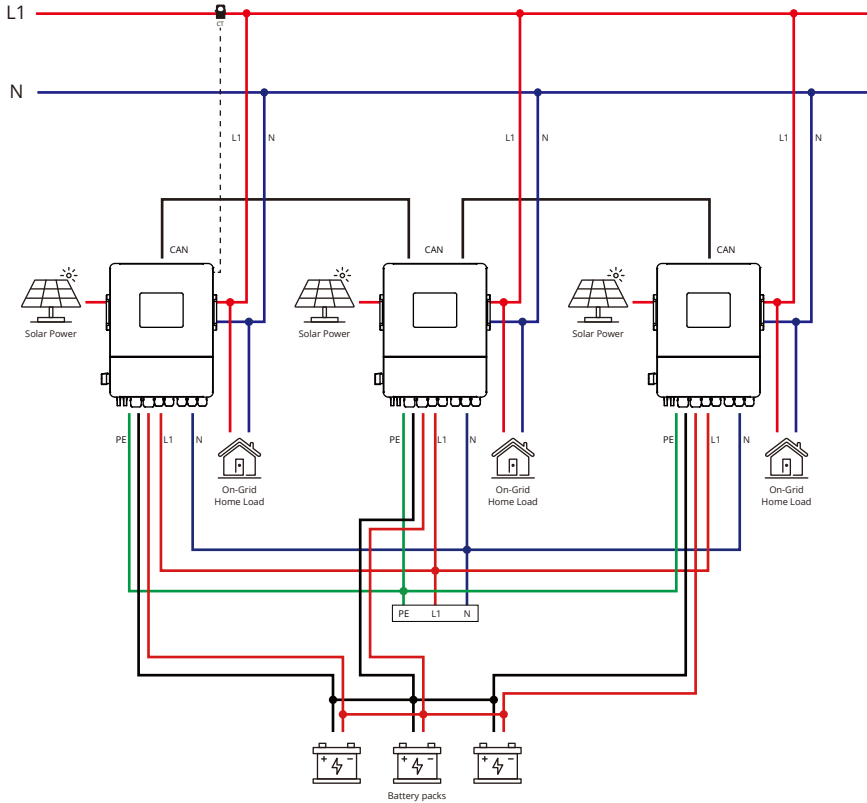 L1
CT
N
L1
N
L1
N
L1
N
CAN
CAN
CAN
Solar Power
Solar Power
Solar Power
PE
L1
N
PE
L1
N
PE
L1
N
On-Grid
Home Load
On-Grid
Home Load
On-Grid
Home Load
PE
L1
N
+ −
+ −
+ −
Battery packs